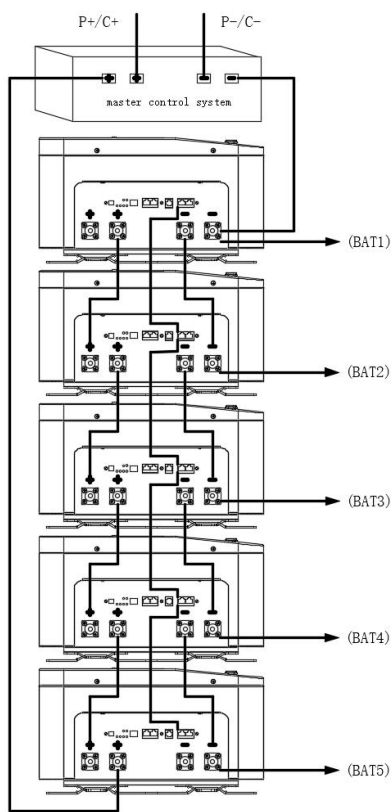 P+/C+ P-/C-
master control system
(BAT1)
(BAT2)
(BAT3)
(BAT4)
(BAT5)